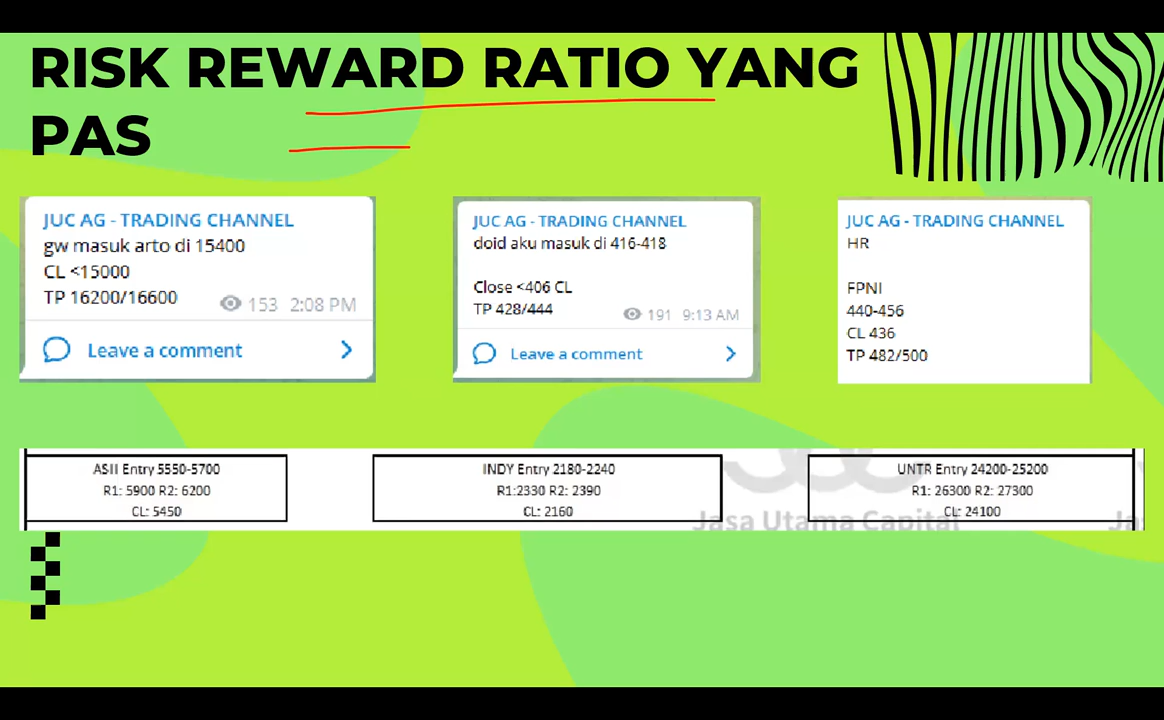 RISK REWARD RATIO YANG
PAS
JUC AG - TRADING CHANNEL
gw masuk arto di 15400
CL <15000
TP 16200/16600
153 2:08 PM
Leave a comment
JUC AG - TRADING CHANNEL
doid aku masuk di 416-418
Close <406 CL
TP 428/444
191 9:13 AM
Leave a comment
JUC AG - TRADING CHANNEL
HR
FPNI
440-456
CL 436
TP 482/500
ASII Entry 5550-5700
R1: 5900 R2: 6200
CL: 5450
INDY Entry 2180-2240
R1:2330 R2: 2390
CL: 2160
UNTR Entry 24200-25200
R1: 26300 R2: 27300
CL: 24100
Jasa Utama Capital